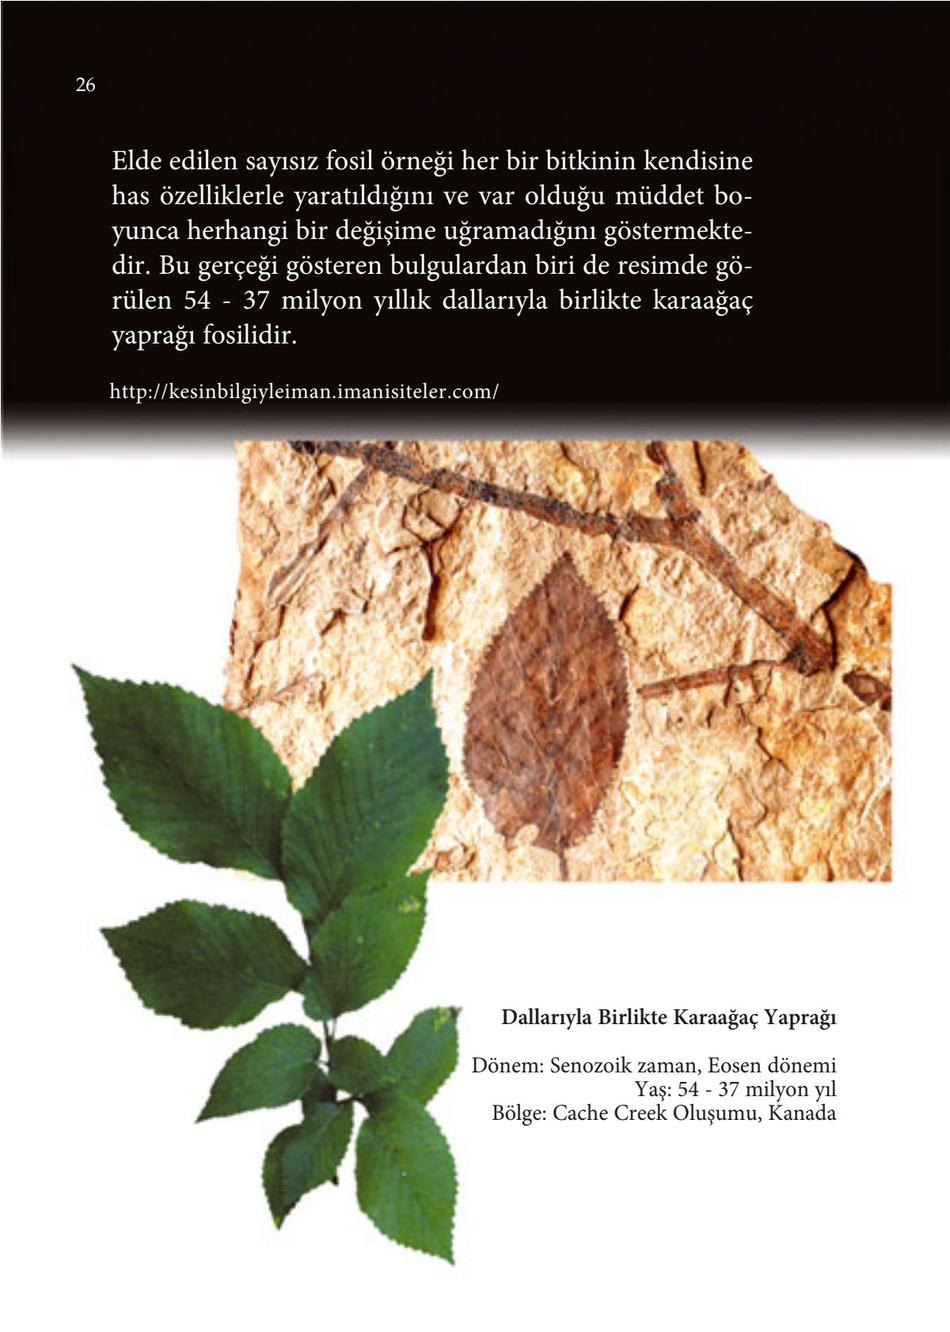 26
Elde edilen sayısız fosil örneği her bir bitkinin kendisine
has özelliklerle yaratıldığını ve var olduğu müddet bo-
yunca herhangi bir değişime uğramadığını göstermekte-
dir. Bu gerçeği gösteren bulgulardan biri de resimde gö-
rülen 54 - 37 milyon yıllık dallarıyla birlikte karaağaç
yaprağı fosilidir.
http://kesinbilgiyleiman.imanisiteler.com/
Dallarıyla Birlikte Karaağaç Yaprağı
Dönem: Senozoik zaman, Eosen dönemi
Yaş: 54 - 37 milyon yıl
Bölge: Cache Creek Oluşumu, Kanada